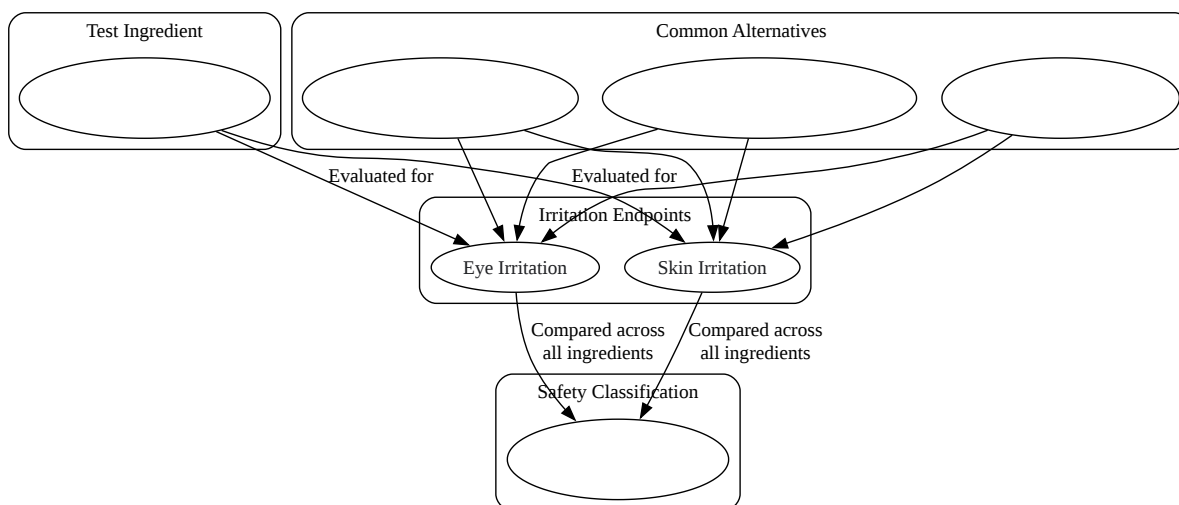 Test Ingredient
Common Alternatives
Evaluated for
Evaluated for
Irritation Endpoints
Eye Irritation
Skin Irritation
Compared across
all ingredients
Compared across
all ingredients
Safety Classification